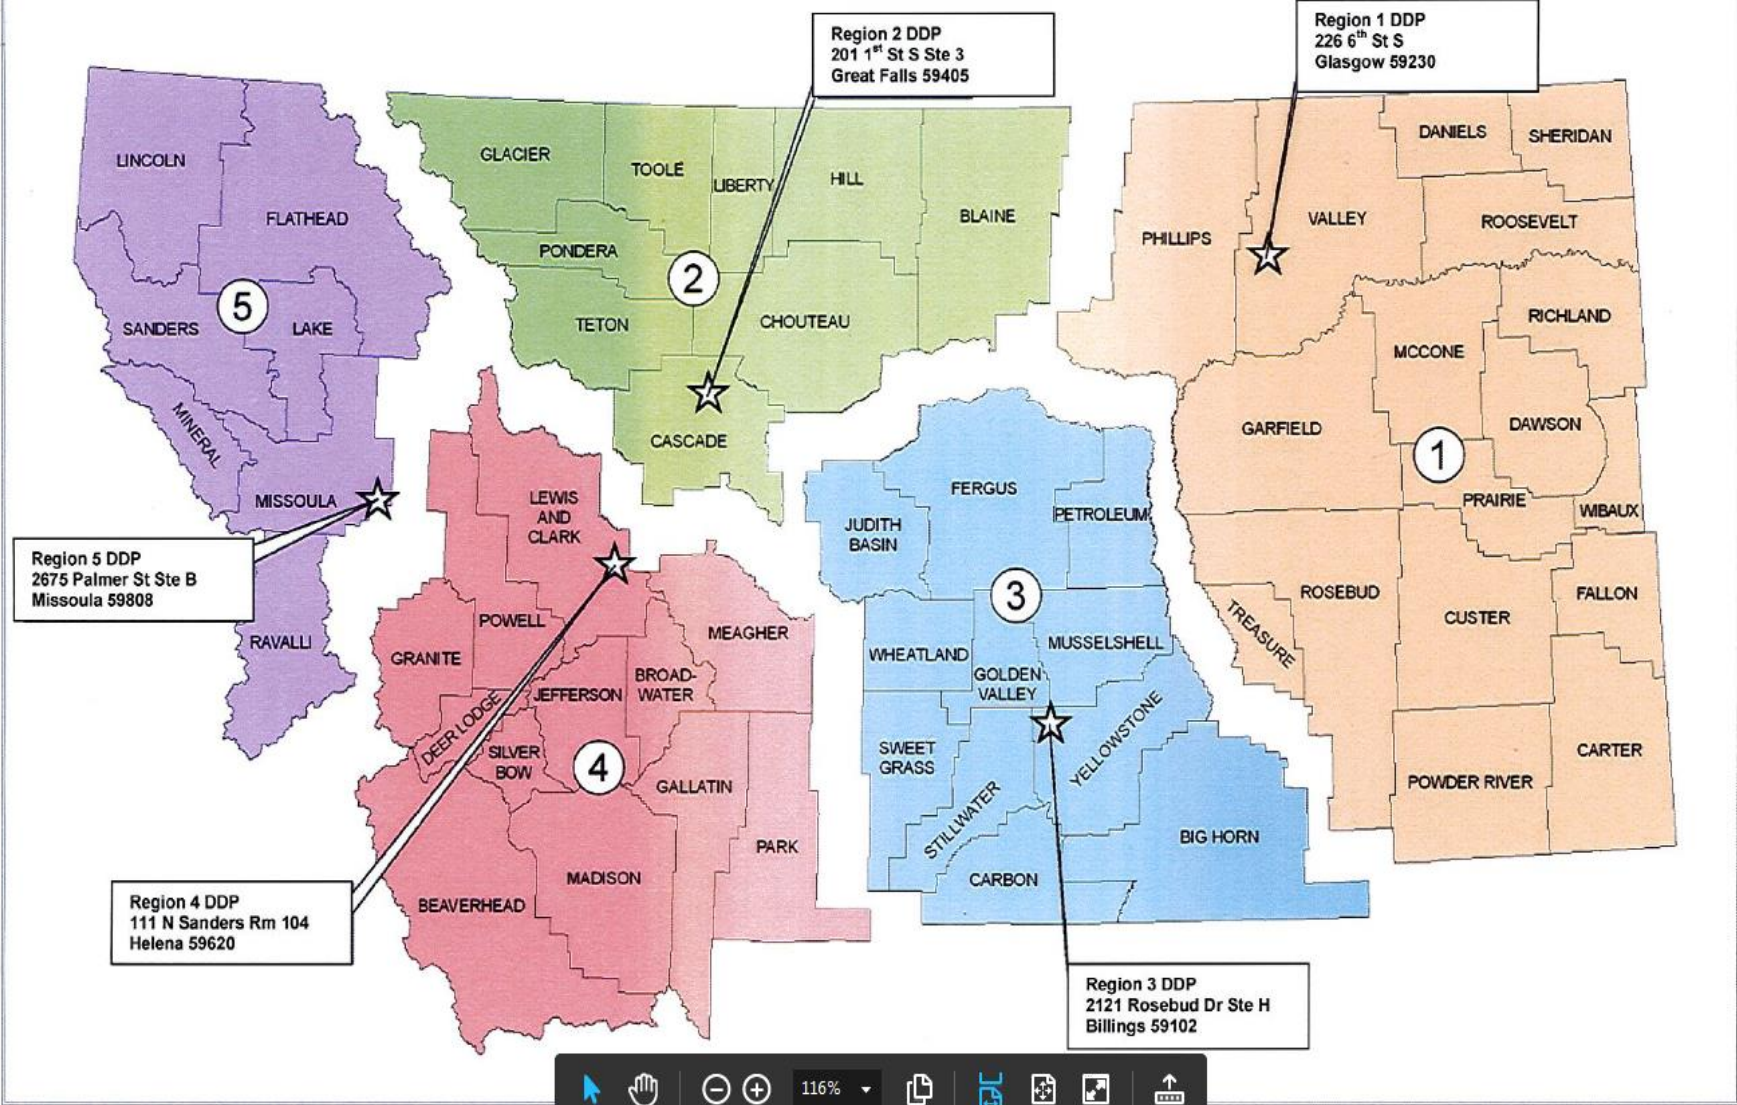 Region 2 DDP
201 1st St S Ste 3
Great Falls 59405
Region 1 DDP
226 6th St S
Glasgow 59230
LINCOLN
FLATHEAD
5
SANDERS
LAKE
MINERAL
MISSOULA
RAVALLI
Region 5 DDP
2675 Palmer St Ste B
Missoula 59808
GLACIER
TOOLE
LIBERTY
HILL
BLAINE
PONDERA
2
TETON
CHOUTEAU
CASCADE
DANIELS
SHERIDAN
PHILLIPS
VALLEY
ROOSEVELT
RICHLAND
MCCONE
GARFIELD
1
DAWSON
PRAIRIE
WIBAUX
ROSEBUD
TREASURE
CUSTER
FALLON
POWDER RIVER
CARTER
LEWIS
AND
CLARK
POWELL
GRANITE
MEAGHER
JEFFERSON
BROAD-
WATER
DEER LODGE
SILVER
BOW
4
GALLATIN
PARK
MADISON
BEAVERHEAD
Region 4 DDP
111 N Sanders Rm 104
Helena 59620
FERGUS
PETROLEUM
JUDITH
BASIN
3
WHEATLAND
GOLDEN
VALLEY
MUSSELSHELL
SWEET
GRASS
STILLWATER
YELLOWSTONE
CARBON
BIG HORN
Region 3 DDP
2121 Rosebud Dr Ste H
Billings 59102
116%